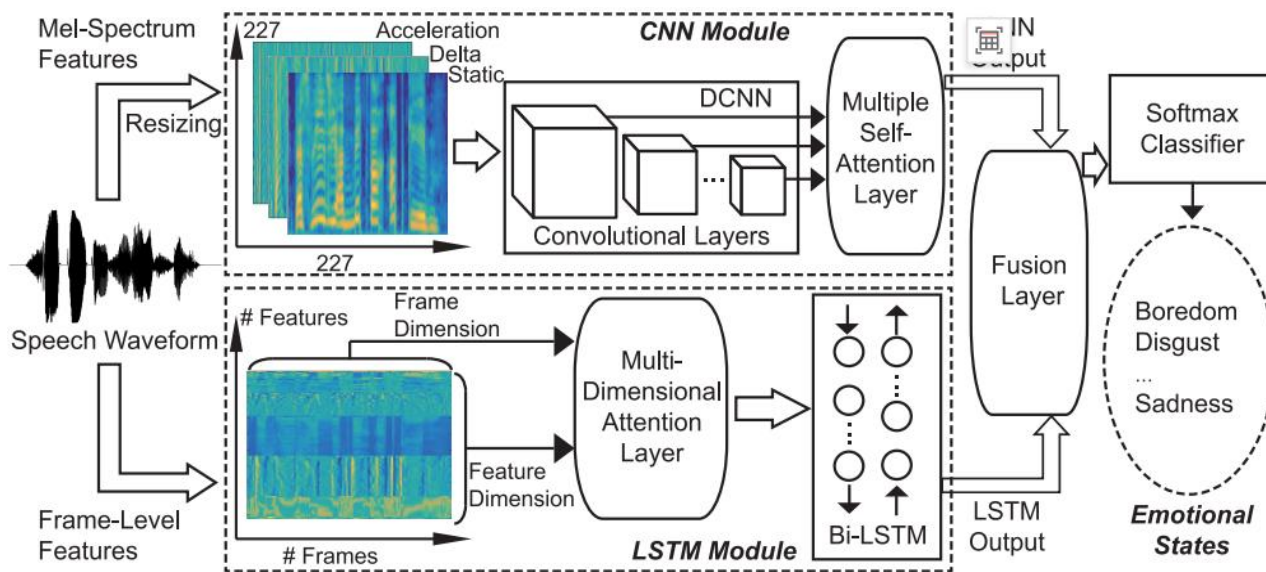 Mel-Spectrum
Features
Resizing
227
Acceleration
Delta
Static
227
CNN Module
DCNN
Convolutional Layers
Multiple
Self-
Attention
Layer
Output
Softmax
Classifier
Speech Waveform
Fusion
Layer
Boredom
Disgust
...
Sadness
Emotional
States
Frame-Level
Features
# Features
Frame
Dimension
Feature
Dimension
# Frames
Multi-
Dimensional
Attention
Layer
LSTM Module
Bi-LSTM
LSTM
Output